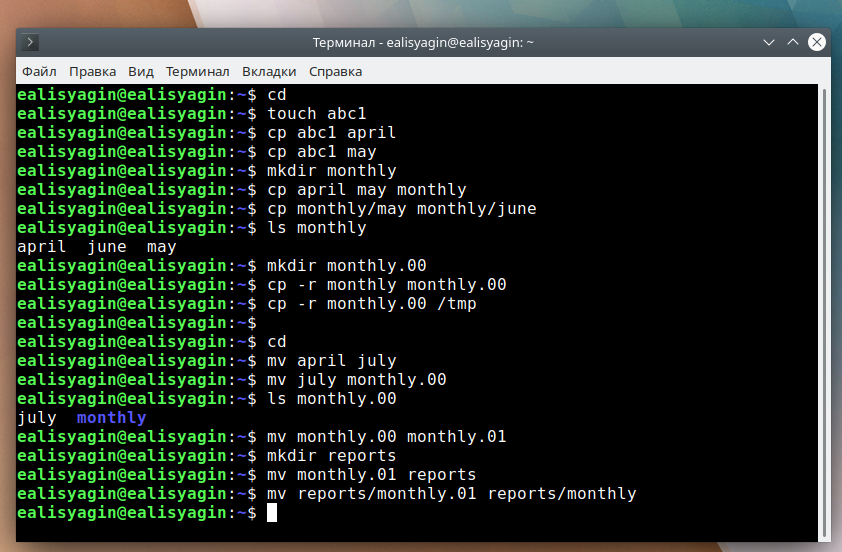 Терминал - ealisyagin@ealisyagin: ~
Файл Правка Вид Терминал Вкладки Справка
ealisyagin@ealisyagin:~$ cd
ealisyagin@ealisyagin:~$ touch abc1
ealisyagin@ealisyagin:~$ cp abc1 april
ealisyagin@ealisyagin:~$ cp abc1 may
ealisyagin@ealisyagin:~$ mkdir monthly
ealisyagin@ealisyagin:~$ cp april may monthly
ealisyagin@ealisyagin:~$ cp monthly/may monthly/june
ealisyagin@ealisyagin:~$ ls monthly
april  june  may
ealisyagin@ealisyagin:~$ mkdir monthly.00
ealisyagin@ealisyagin:~$ cp -r monthly monthly.00
ealisyagin@ealisyagin:~$ cp -r monthly.00 /tmp
ealisyagin@ealisyagin:~$
ealisyagin@ealisyagin:~$ cd
ealisyagin@ealisyagin:~$ mv april july
ealisyagin@ealisyagin:~$ mv july monthly.00
ealisyagin@ealisyagin:~$ ls monthly.00
july  monthly
ealisyagin@ealisyagin:~$ mv monthly.00 monthly.01
ealisyagin@ealisyagin:~$ mkdir reports
ealisyagin@ealisyagin:~$ mv monthly.01 reports
ealisyagin@ealisyagin:~$ mv reports/monthly.01 reports/monthly
ealisyagin@ealisyagin:~$